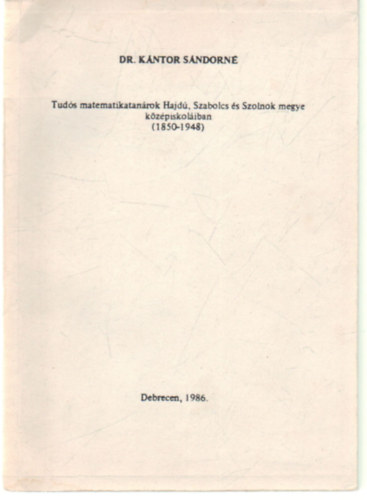 DR. KÁNTOR SÁNDORNÉ
Tudós matematikatanárok Hajdú, Szabolcs és Szolnok megye
középiskoláiban
(1850-1948)
Debrecen, 1986.